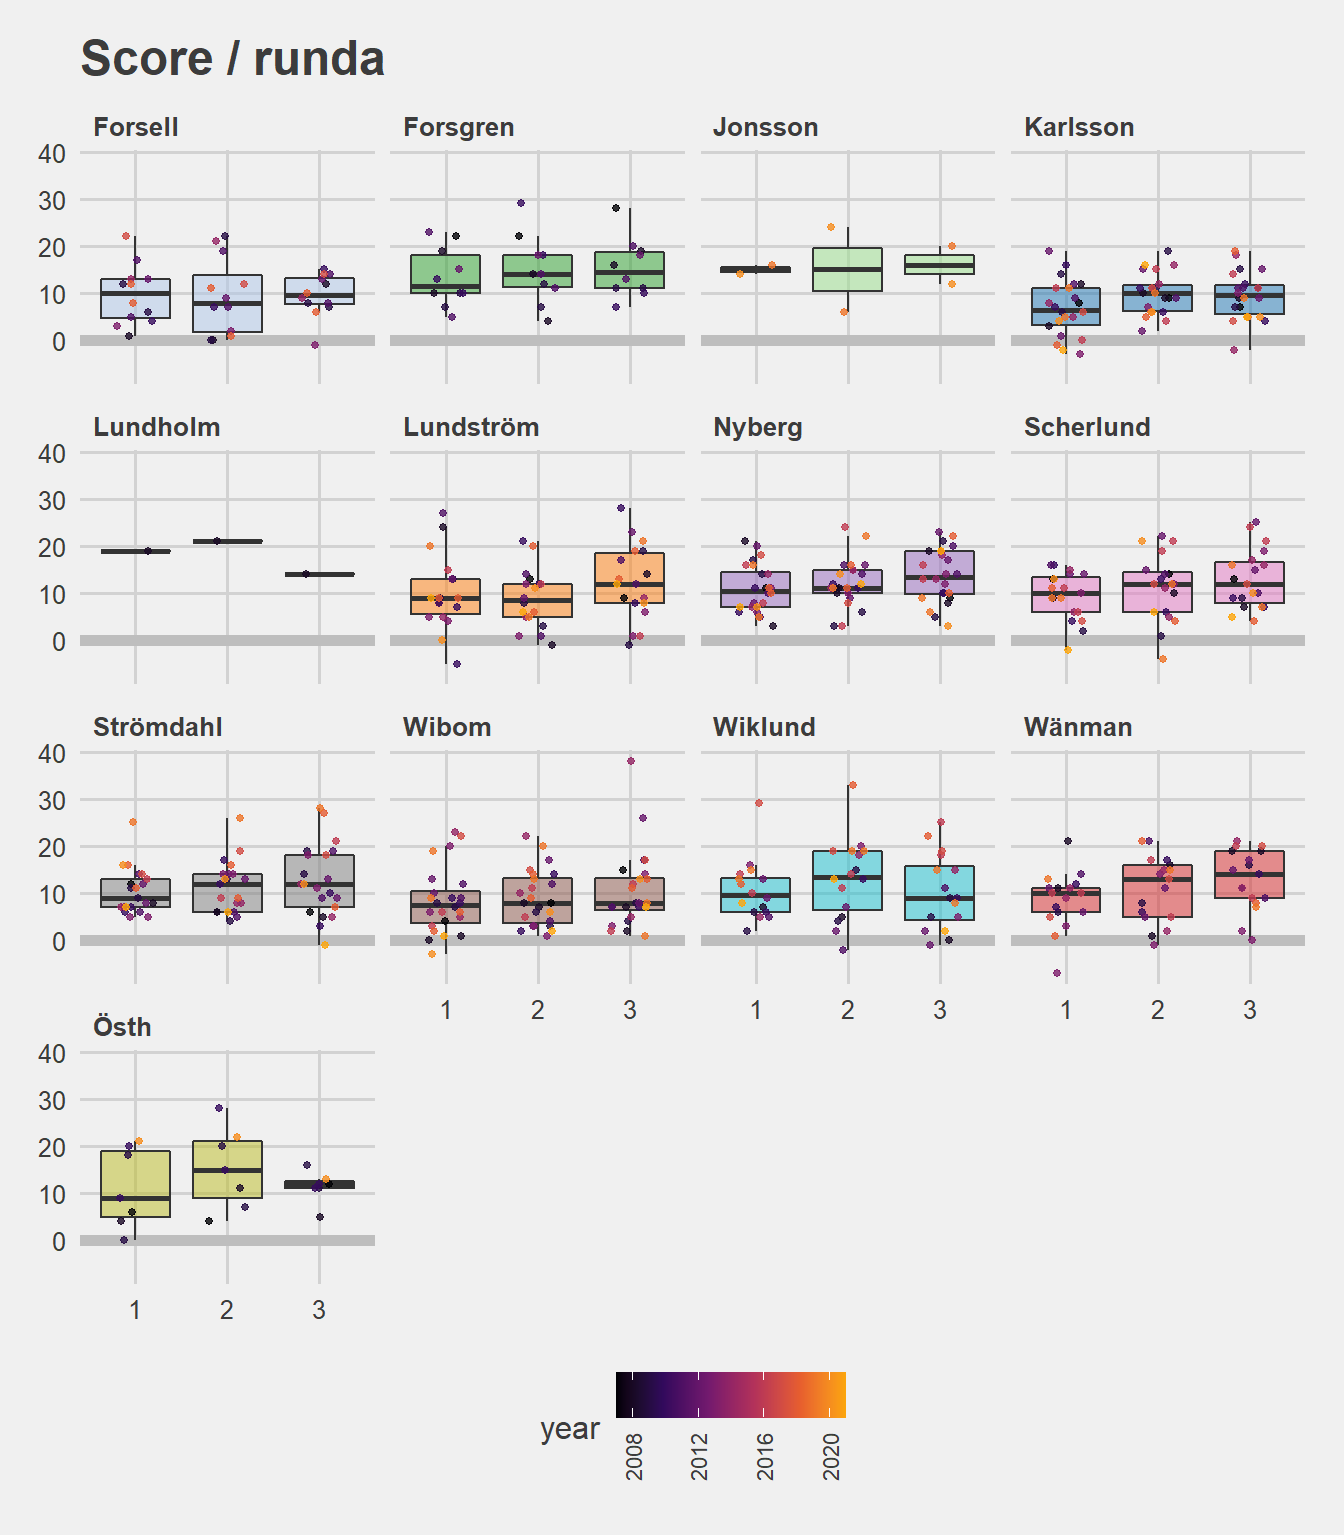 Score / runda
Forsell Forsgren Jonsson Karlsson
40
30
20
10
0
Lundholm Lundström Nyberg Scherlund
40
30
20
10
0
Strömdahl Wibom Wiklund Wänman
40
30
20
10
0
1 2 3 1 2 3 1 2 3
Östh
40
30
20
10
0
1 2 3
year
2008 2012 2016 2020